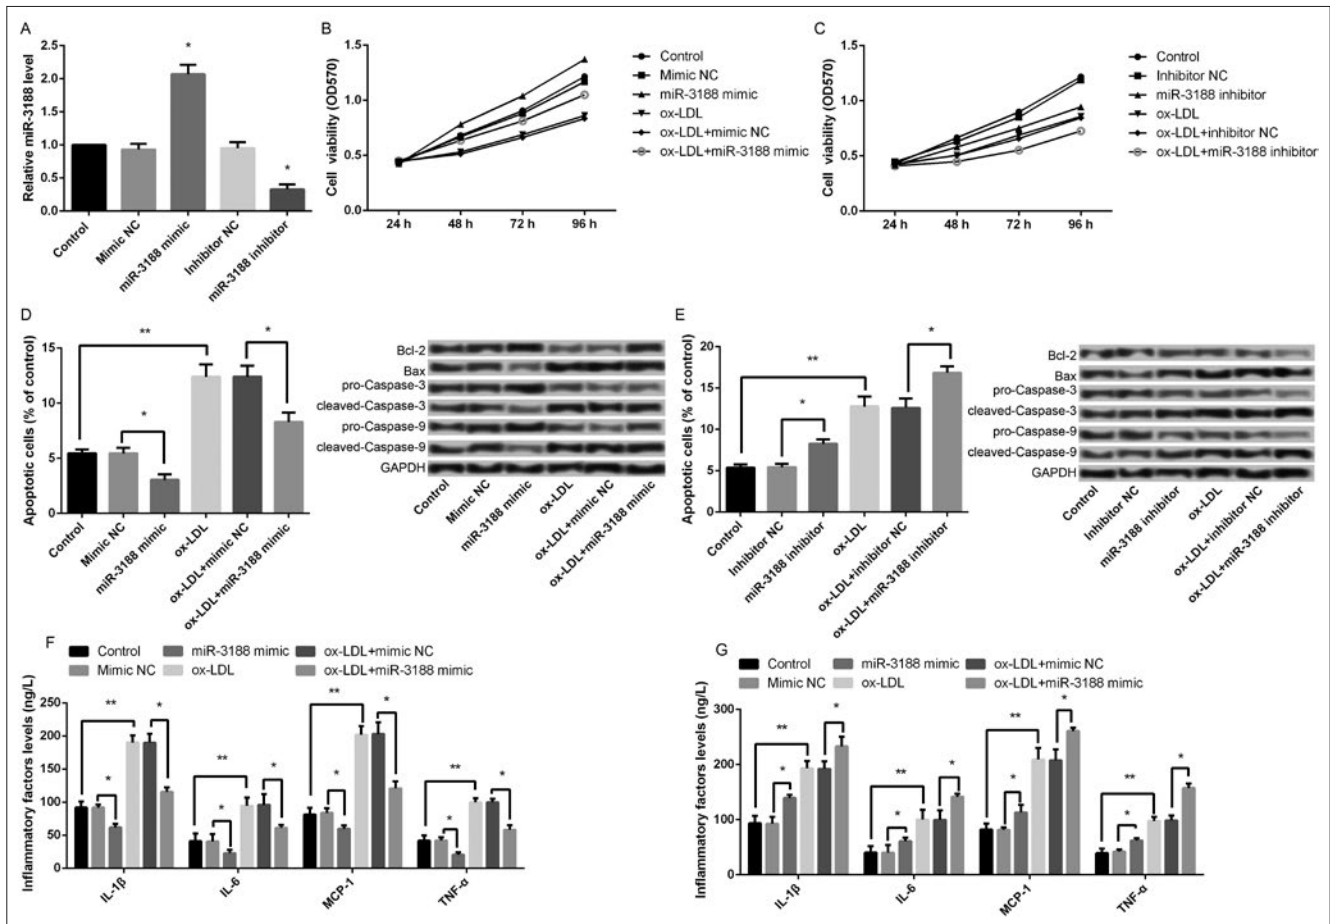 A
Relative miR-3188 level
2.5
2.0
1.5
1.0
0.5
0.0
*
*
Control
Mimic NC
miR-3188 mimic
Inhibitor NC
miR-3188 inhibitor
B
Cell viability (OD570)
1.5
1.0
0.5
0.0
24 h
48 h
72 h
96 h
Control
Mimic NC
miR-3188 mimic
ox-LDL
ox-LDL+mimic NC
ox-LDL+miR-3188 mimic
C
Cell viability (OD570)
1.5
1.0
0.5
0.0
24 h
48 h
72 h
96 h
Control
Inhibitor NC
miR-3188 inhibitor
ox-LDL
ox-LDL+inhibitor NC
ox-LDL+miR-3188 inhibitor
D
Apoptotic cells (% of control)
15
10
5
0
**
*
*
Control
Mimic NC
miR-3188 mimic
ox-LDL
ox-LDL+mimic NC
ox-LDL+miR-3188 mimic
Bcl-2
Bax
pro-Caspase-3
cleaved-Caspase-3
pro-Caspase-9
cleaved-Caspase-9
GAPDH
Control
Mimic NC
miR-3188 mimic
ox-LDL
ox-LDL+mimic NC
ox-LDL+miR-3188 mimic
E
Apoptotic cells (% of control)
20
15
10
5
0
**
*
*
Control
Inhibitor NC
miR-3188 inhibitor
ox-LDL
ox-LDL+inhibitor NC
ox-LDL+miR-3188 inhibitor
Bcl-2
Bax
pro-Caspase-3
cleaved-Caspase-3
pro-Caspase-9
cleaved-Caspase-9
GAPDH
Control
Inhibitor NC
miR-3188 inhibitor
ox-LDL
ox-LDL+inhibitor NC
ox-LDL+miR-3188 inhibitor
F
Control
miR-3188 mimic
ox-LDL+mimic NC
Mimic NC
ox-LDL
ox-LDL+miR-3188 mimic
Inflammatory factors levels (ng/L)
250
200
150
100
50
0
**
*
*
**
*
*
**
*
*
**
*
*
IL-1β
IL-6
MCP-1
TNF-α
G
Control
miR-3188 mimic
ox-LDL+mimic NC
Mimic NC
ox-LDL
ox-LDL+miR-3188 mimic
Inflammatory factors levels (ng/L)
300
200
100
0
**
*
*
**
*
*
**
*
*
**
*
*
IL-1β
IL-6
MCP-1
TNF-α